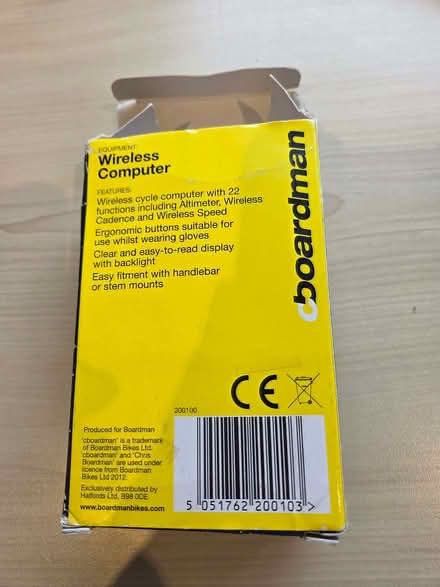 EQUIPMENT:
Wireless
Computer
FEATURES:
Wireless cycle computer with 22
functions including Altimeter, Wireless
Cadence and Wireless Speed
Ergonomic buttons suitable for
use whilst wearing gloves
Clear and easy-to-read display
with backlight
Easy fitment with handlebar
or stem mounts
cboardman
CE
200100
Produced for Boardman
'cboardman' is a trademark
of Boardman Bikes Ltd.
'cboardman' and 'Chris
Boardman' are used under
licence from Boardman
Bikes Ltd 2012.
Exclusively distributed by
Halfords Ltd, B98 0DE
www.boardmanbikes.com
5 051762 200103 >